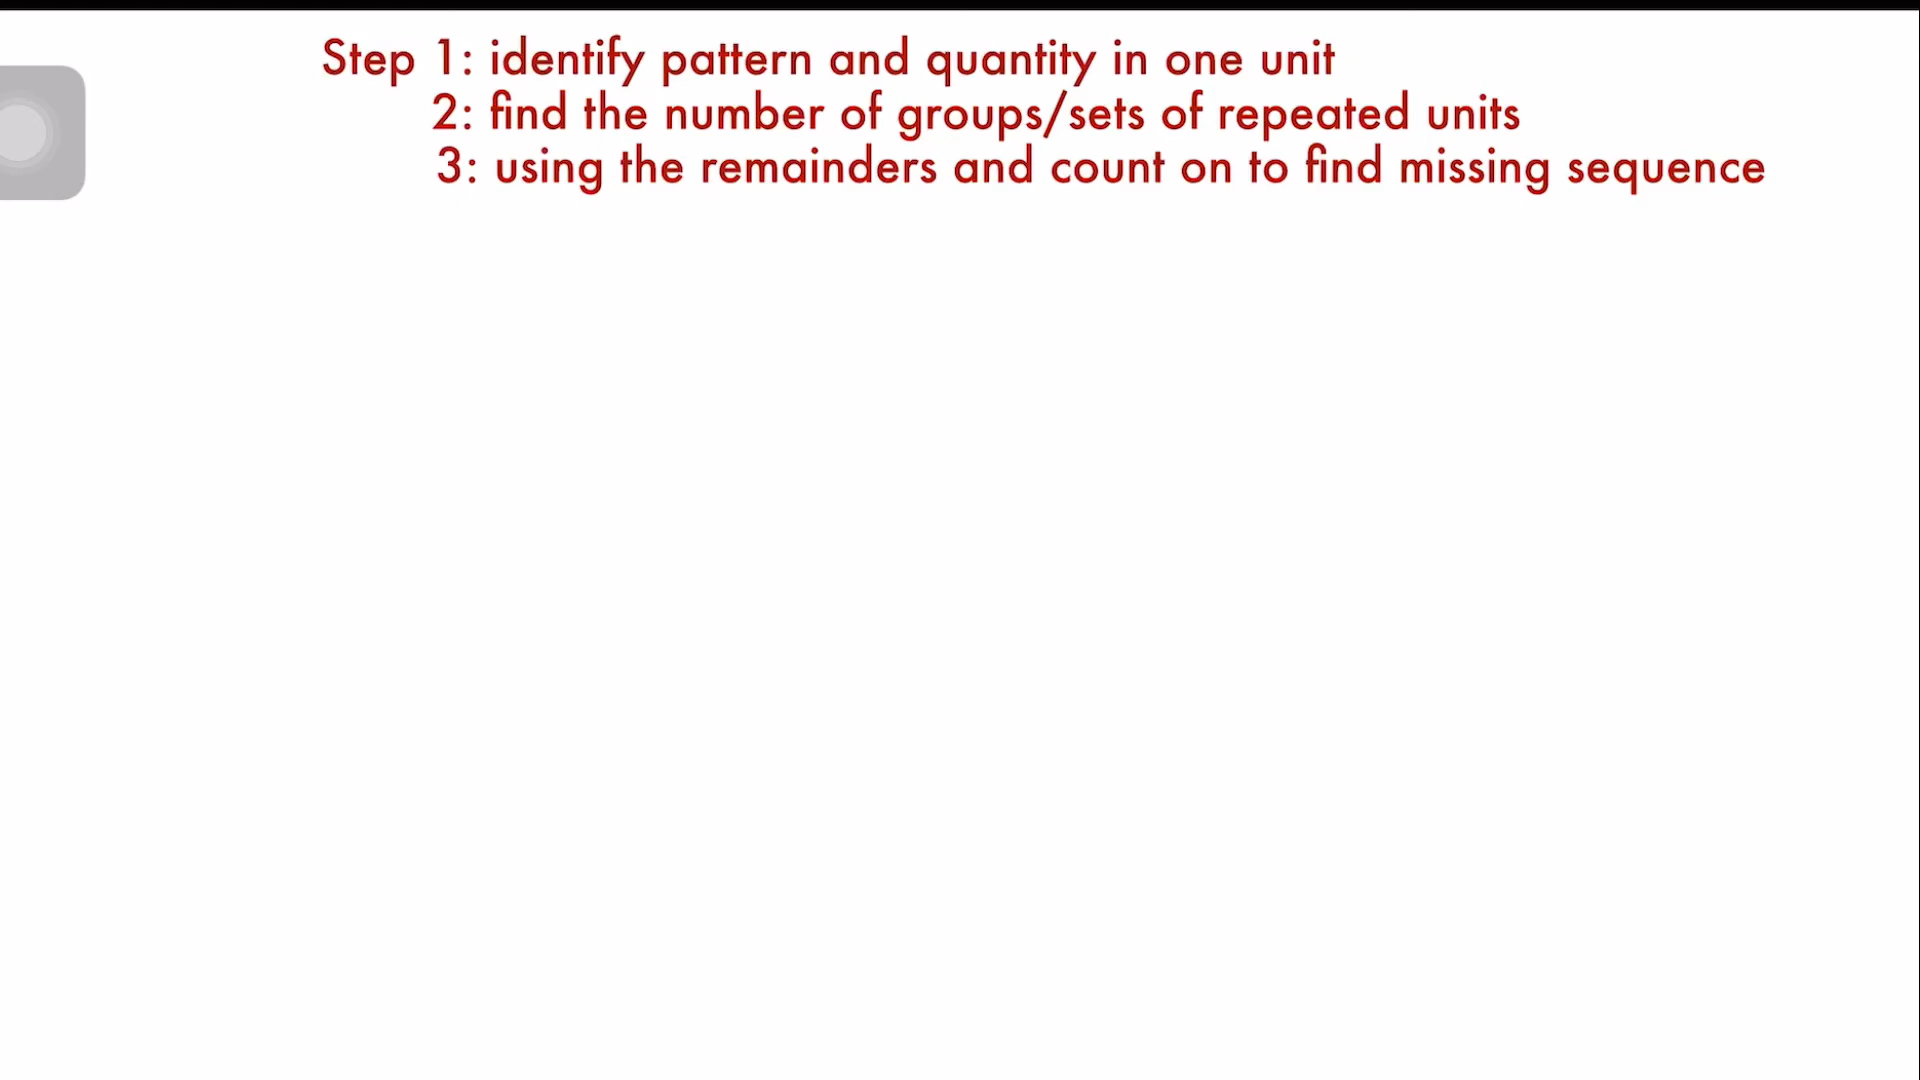 Step 1: identify pattern and quantity in one unit
2: find the number of groups/sets of repeated units
3: using the remainders and count on to find missing sequence